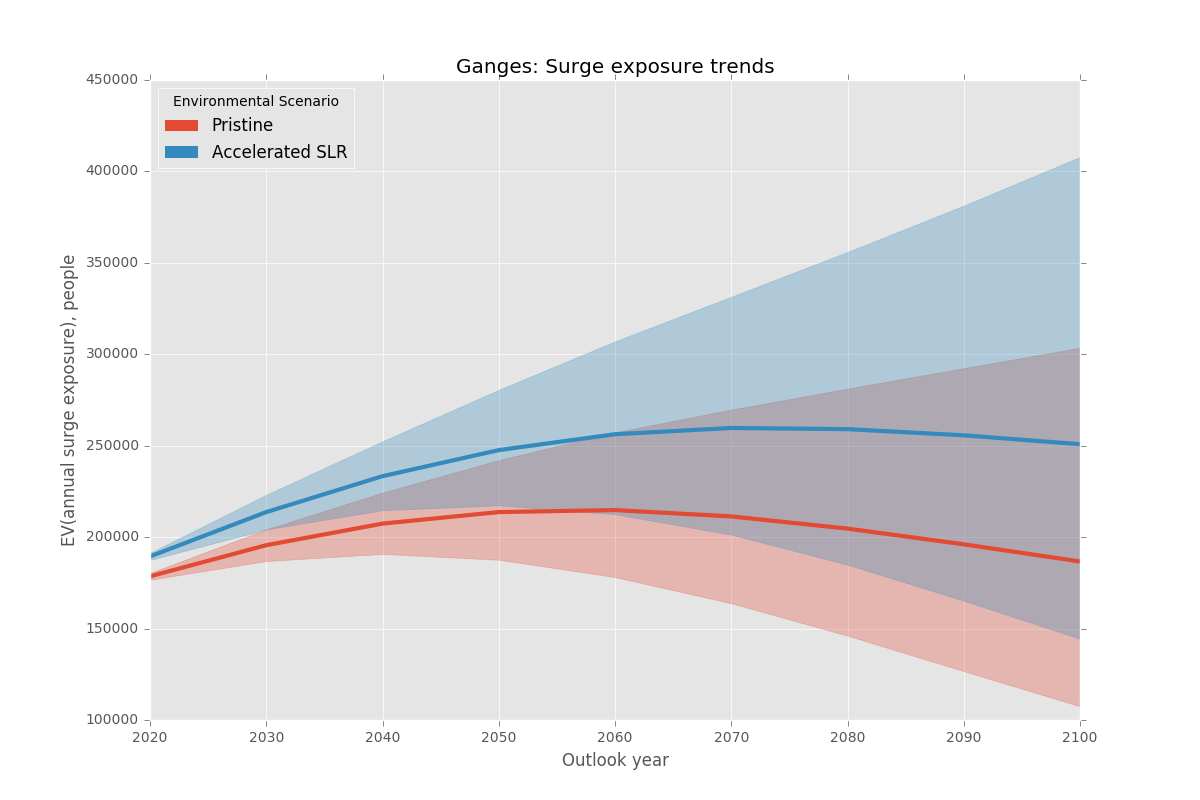 Ganges: Surge exposure trends
Environmental Scenario
Pristine
Accelerated SLR
EV(annual surge exposure), people
450000
400000
350000
300000
250000
200000
150000
100000
2020 2030 2040 2050 2060 2070 2080 2090 2100
Outlook year